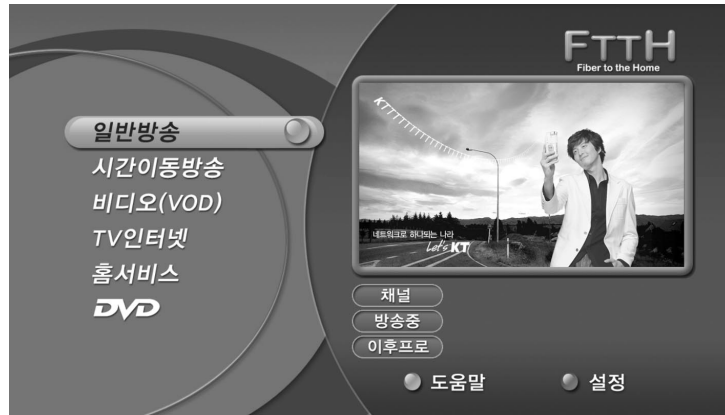 FTTH
Fiber to the Home
일반방송
시간이동방송
비디오(VOD)
TV인터넷
홈서비스
DVD
KTTTTTTTTTTTT
네트워크로 하나되는 나라
Let's KT
채널
방송중
이후프로
도움말
설정